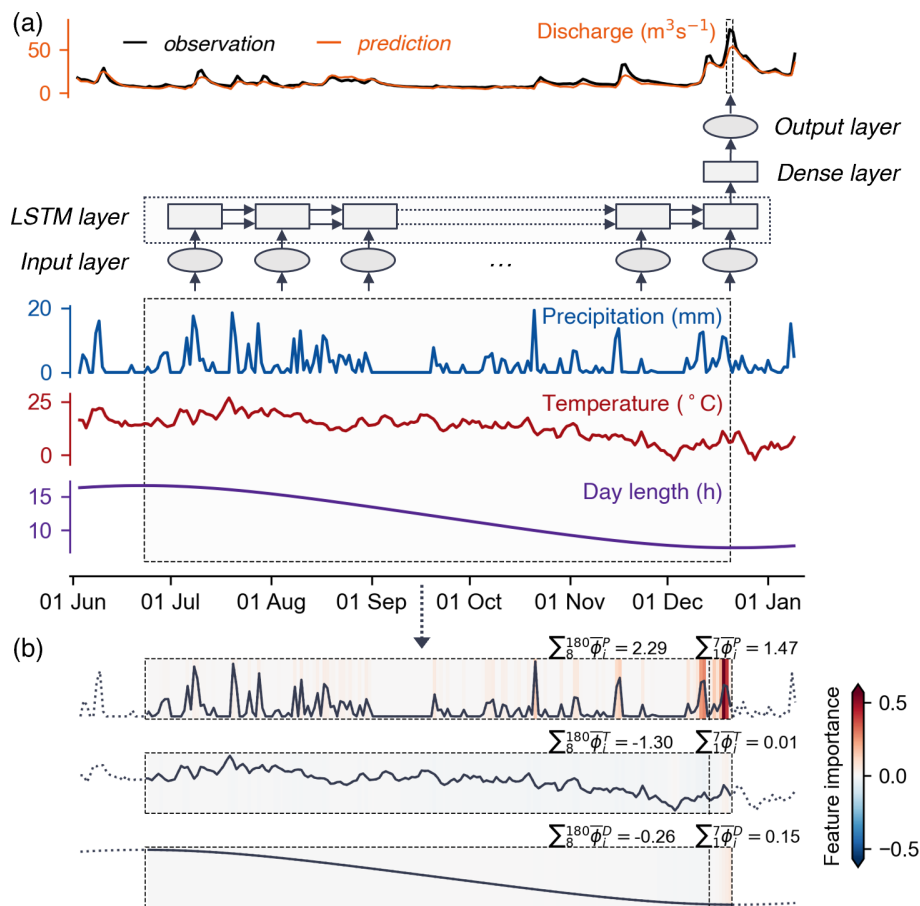 (a)
observation prediction Discharge (m³s⁻¹)
50
0
Output layer
Dense layer
LSTM layer
Input layer
...
20
Precipitation (mm)
0
25
Temperature (°C)
0
Day length (h)
15
10
01 Jun 01 Jul 01 Aug 01 Sep 01 Oct 01 Nov 01 Dec 01 Jan
(b)
∑₈¹⁸⁰ϕ̅ᵢᴾ = 2.29 ∑₁⁷ϕ̅ᵢᴾ = 1.47
∑₈¹⁸⁰ϕ̅ᵢᵀ = -1.30 ∑₁⁷ϕ̅ᵢᵀ = 0.01
∑₈¹⁸⁰ϕ̅ᵢᴰ = -0.26 ∑₁⁷ϕ̅ᵢᴰ = 0.15
Feature importance
0.5
0.0
−0.5